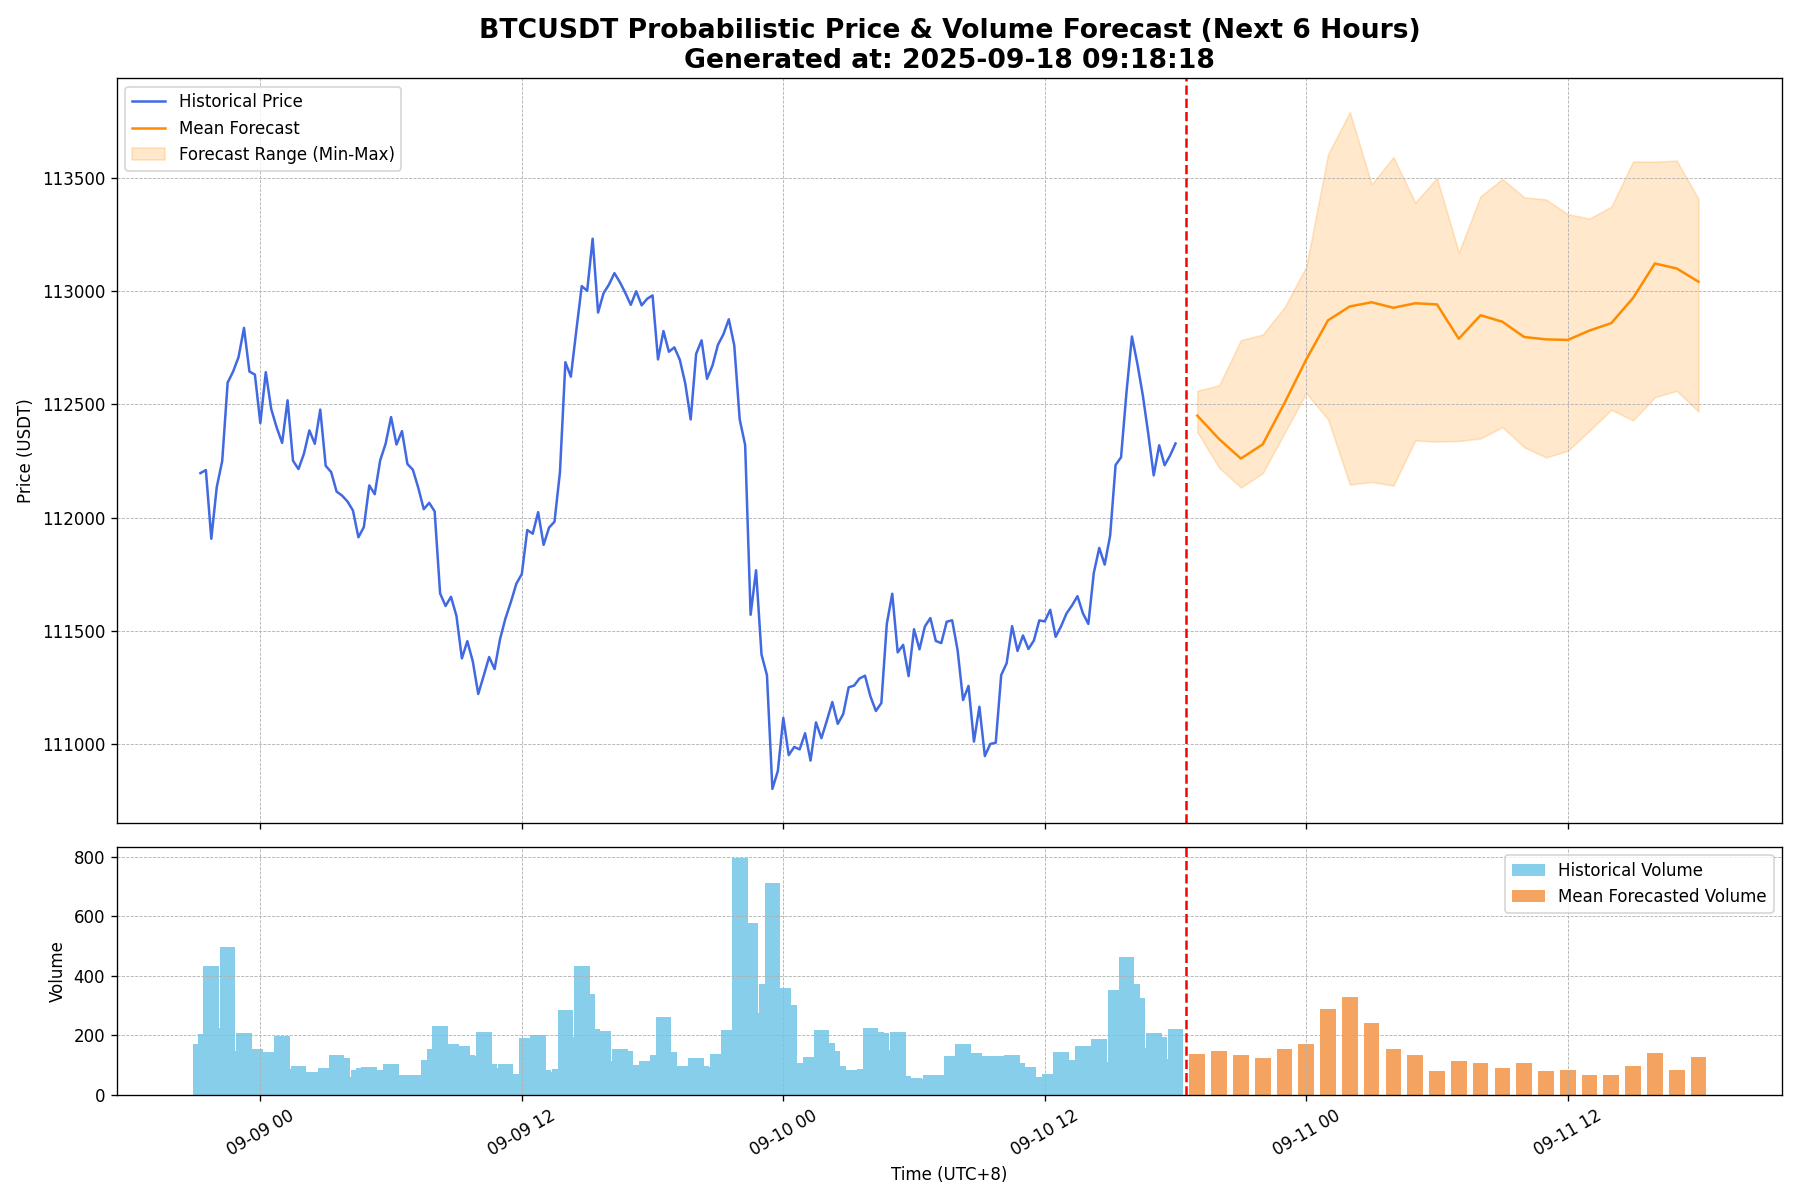 BTCUSDT Probabilistic Price & Volume Forecast (Next 6 Hours)
Generated at: 2025-09-18 09:18:18
Historical Price
Mean Forecast
Forecast Range (Min-Max)
113500
113000
112500
112000
111500
111000
Price (USDT)
Historical Volume
Mean Forecasted Volume
800
600
400
200
0
Volume
09-09 00
09-09 12
09-10 00
09-10 12
09-11 00
09-11 12
Time (UTC+8)